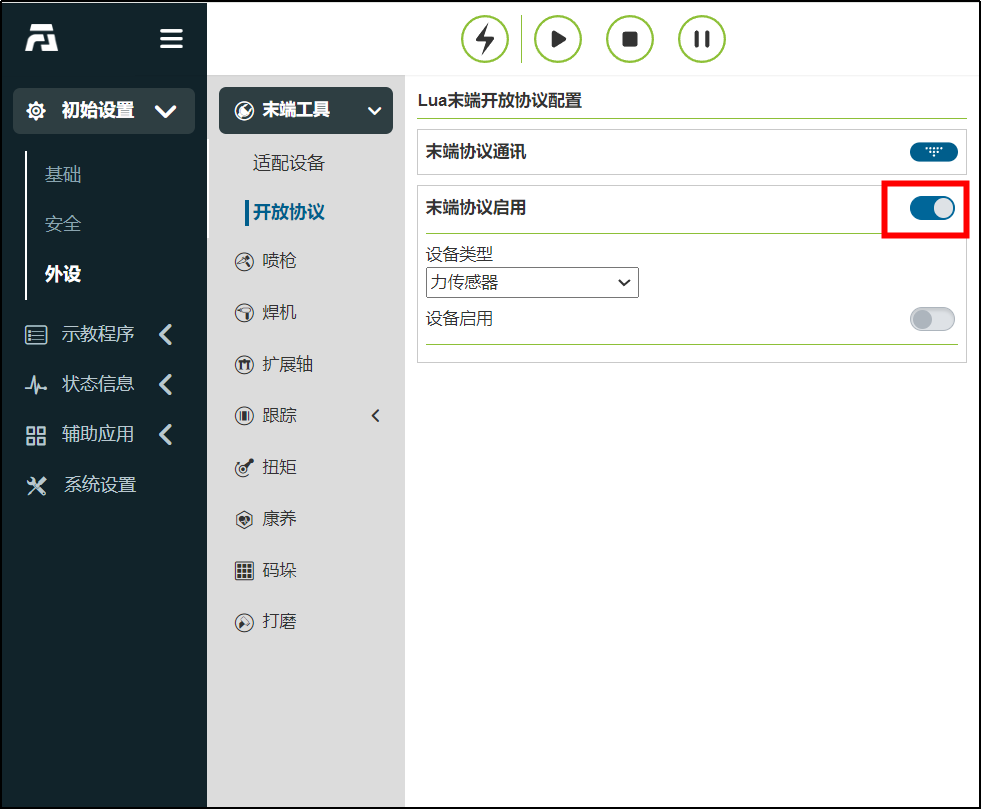 初始设置
基础
安全
外设
示教程序
状态信息
辅助应用
系统设置
末端工具
适配设备
开放协议
喷枪
焊机
扩展轴
跟踪
扭矩
康养
码垛
打磨
Lua末端开放协议配置
末端协议通讯
末端协议启用
设备类型
力传感器
设备启用